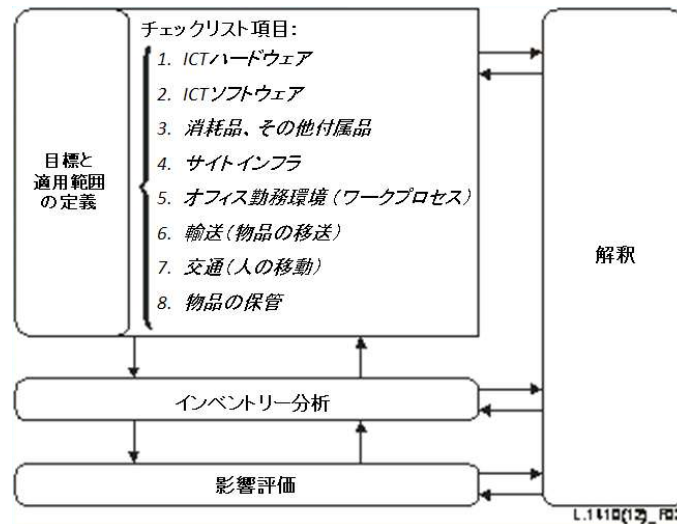 チェックリスト項目:
1. ICTハードウェア
2. ICTソフトウェア
3. 消耗品、その他付属品
4. サイトインフラ
5. オフィス勤務環境（ワークプロセス）
6. 輸送（物品の移送）
7. 交通（人の移動）
8. 物品の保管
目標と
適用範囲
の定義
解釈
インベントリー分析
影響評価